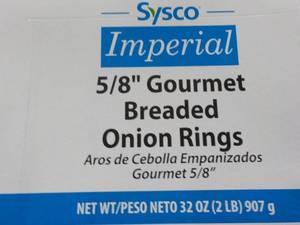 Sysco
Imperial
5/8" Gourmet
Breaded
Onion Rings
Aros de Cebolla Empanizados
Gourmet 5/8"
NET WT/PESO NETO 32 OZ (2 LB) 907 g